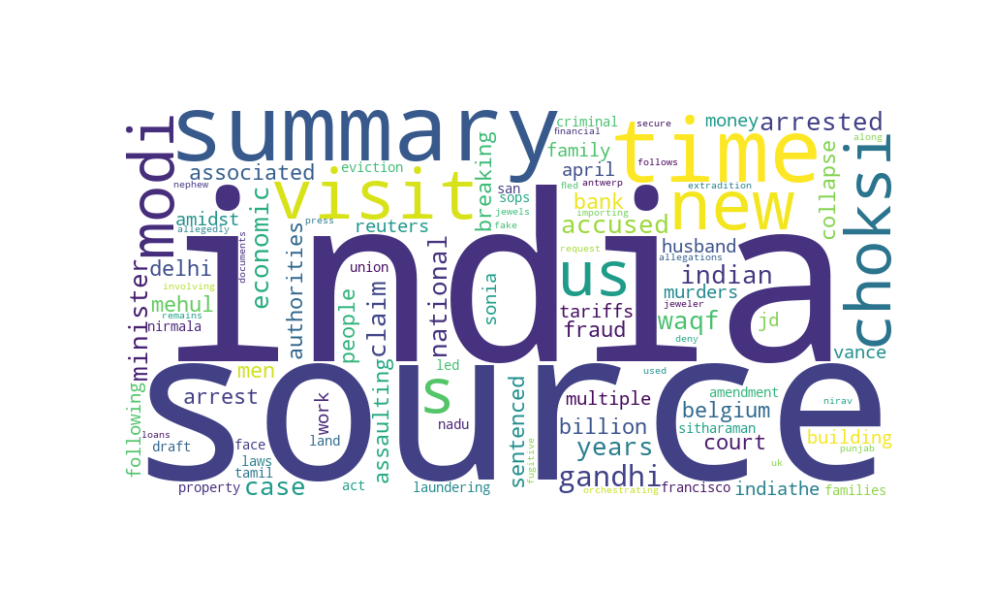 summary
time
criminal
financial
secure
money
arrested
along
modi
associated
eviction
visit
breaking
san
sops
jewels
fake
family
april
fled
antwerp
bank
importing
accused
follows
extradition
new
collapse
choksi
nephew
amidst
allegedly
economic
press
reuters
documents
india
delhi
involving
mehul
remains
nirmala
minister
authorities
union
people
claim
national
sonia
request
us
husband
allegations
indian
murders
jeweler
tariffs
fraud
waqf
deny
jd
vance
source
men
led
used
arrest
work
assaulting
s
nadu
sentenced
fugitive
multiple
billion
years
belgium
amendment
sitharaman
court
nirav
building
punjab
following
loans
draft
face
laws
tamil
land
uk
gandhi
property
case
act
laundering
orchestrating
francisco
indiathe
families